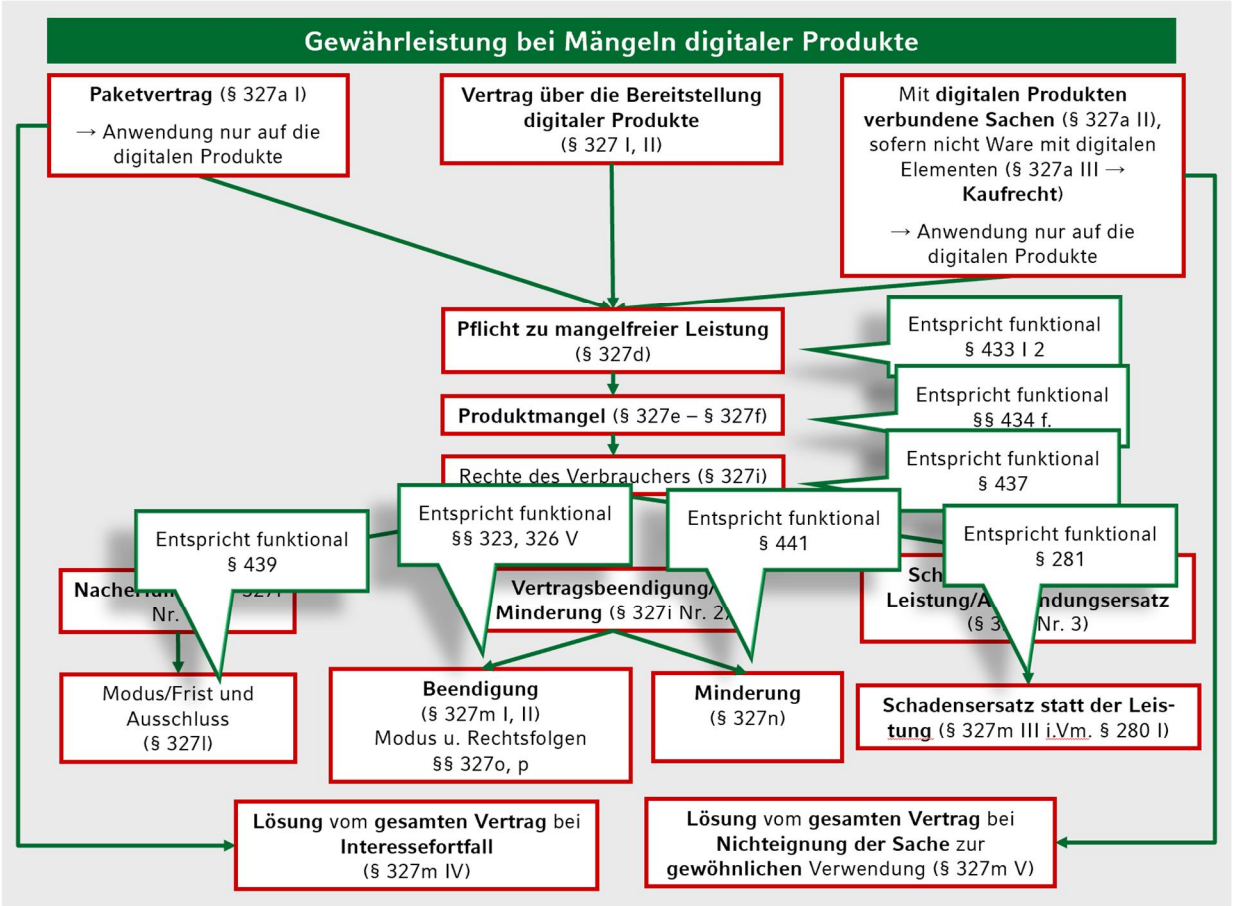 Gewährleistung bei Mängeln digitaler Produkte
Paketvertrag (§ 327a I)
→ Anwendung nur auf die
digitalen Produkte
Vertrag über die Bereitstellung
digitaler Produkte
(§ 327 I, II)
Mit digitalen Produkten
verbundene Sachen (§ 327a II),
sofern nicht Ware mit digitalen
Elementen (§ 327a III →
Kaufrecht)
→ Anwendung nur auf die
digitalen Produkte
Pflicht zu mangelfreier Leistung
(§ 327d)
Entspricht funktional
§ 433 I 2
Produktmangel (§ 327e – § 327f)
Entspricht funktional
§§ 434 f.
Rechte des Verbrauchers (§ 327i)
Entspricht funktional
§ 437
Entspricht funktional
§ 439
Entspricht funktional
§§ 323, 326 V
Entspricht funktional
§ 441
Entspricht funktional
§ 281
Nr.
Vertragsbeendigung/
Minderung (§ 327i Nr. 2)
Leistung/
(§ Nr. 3)
Modus/Frist und
Ausschluss
(§ 327l)
Beendigung
(§ 327m I, II)
Modus u. Rechtsfolgen
§§ 327o, p
Minderung
(§ 327n)
Schadensersatz statt der Leis-
tung (§ 327m III i.Vm. § 280 I)
Lösung vom gesamten Vertrag bei
Interessefortfall
(§ 327m IV)
Lösung vom gesamten Vertrag bei
Nichteignung der Sache zur
gewöhnlichen Verwendung (§ 327m V)